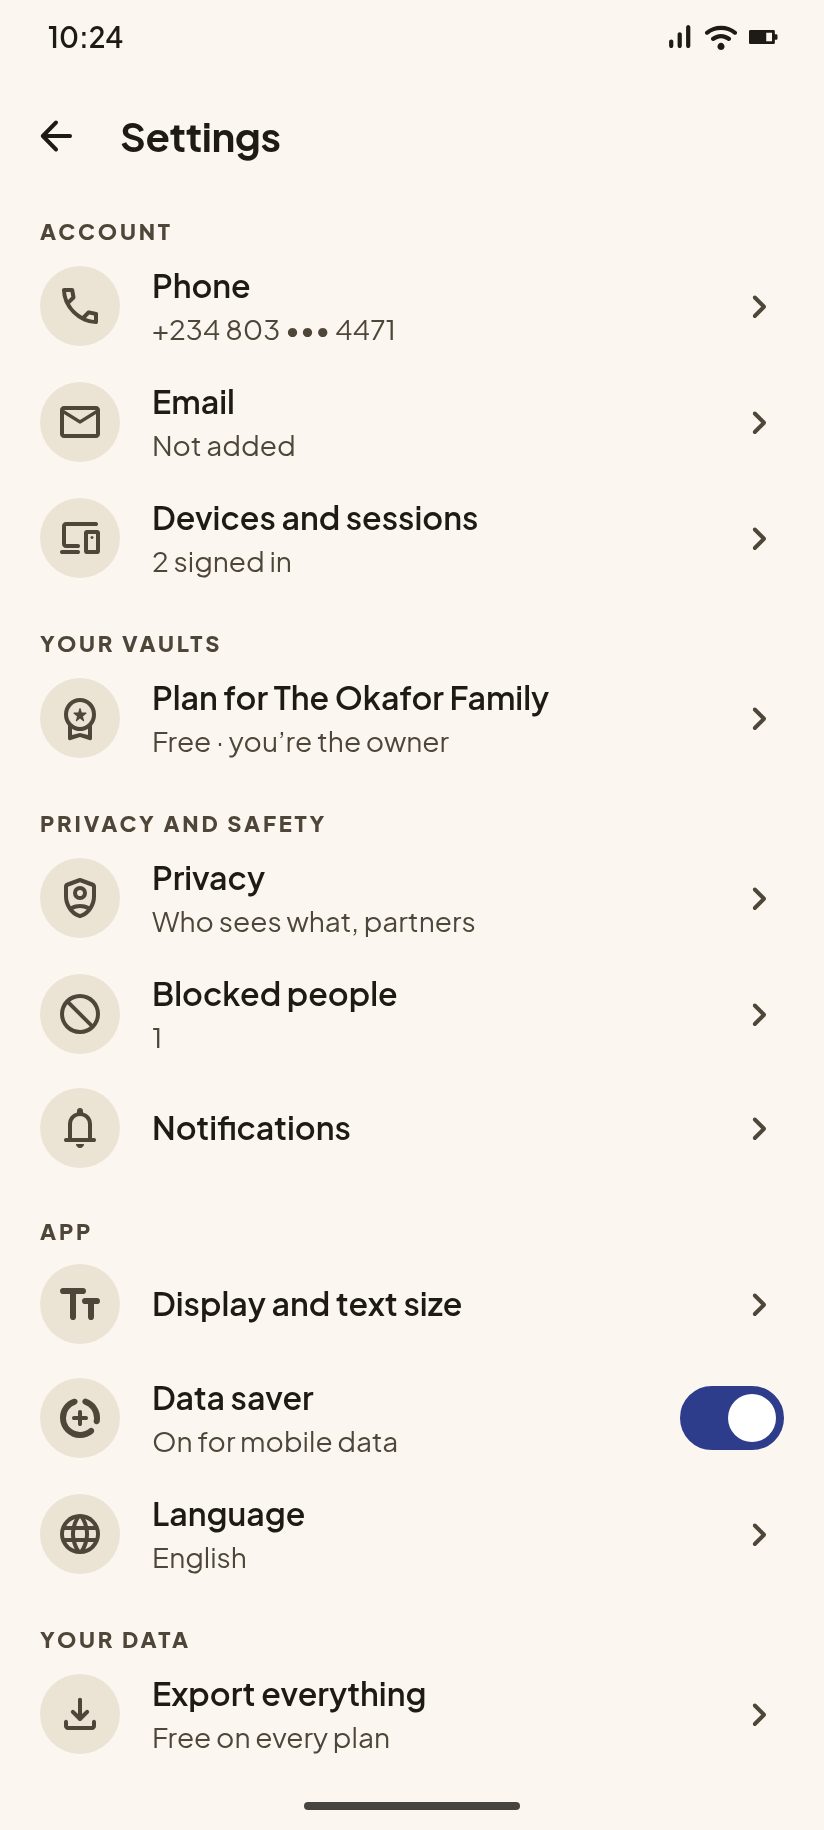 10:24
Settings
ACCOUNT
Phone
+234 803 ••• 4471
Email
Not added
Devices and sessions
2 signed in
YOUR VAULTS
Plan for The Okafor Family
Free · you’re the owner
PRIVACY AND SAFETY
Privacy
Who sees what, partners
Blocked people
1
Notifications
APP
Display and text size
Data saver
On for mobile data
Language
English
YOUR DATA
Export everything
Free on every plan